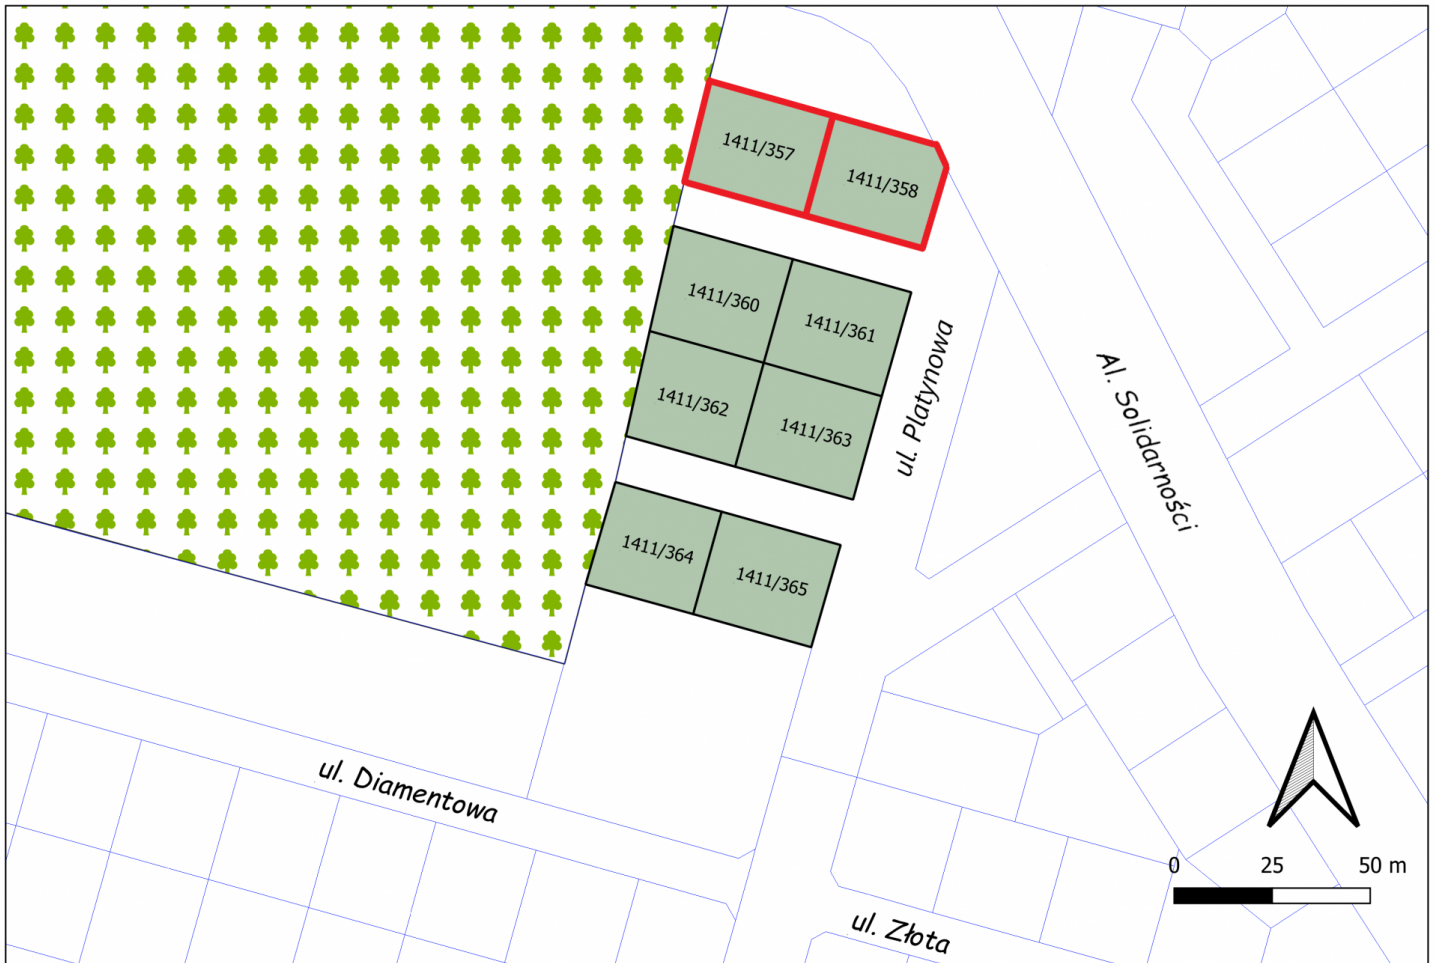 1411/357
1411/358
1411/360
1411/361
1411/362
1411/363
1411/364
1411/365
ul. Platynowa
Al. Solidarności
ul. Diamentowa
ul. Złota
0 25 50 m